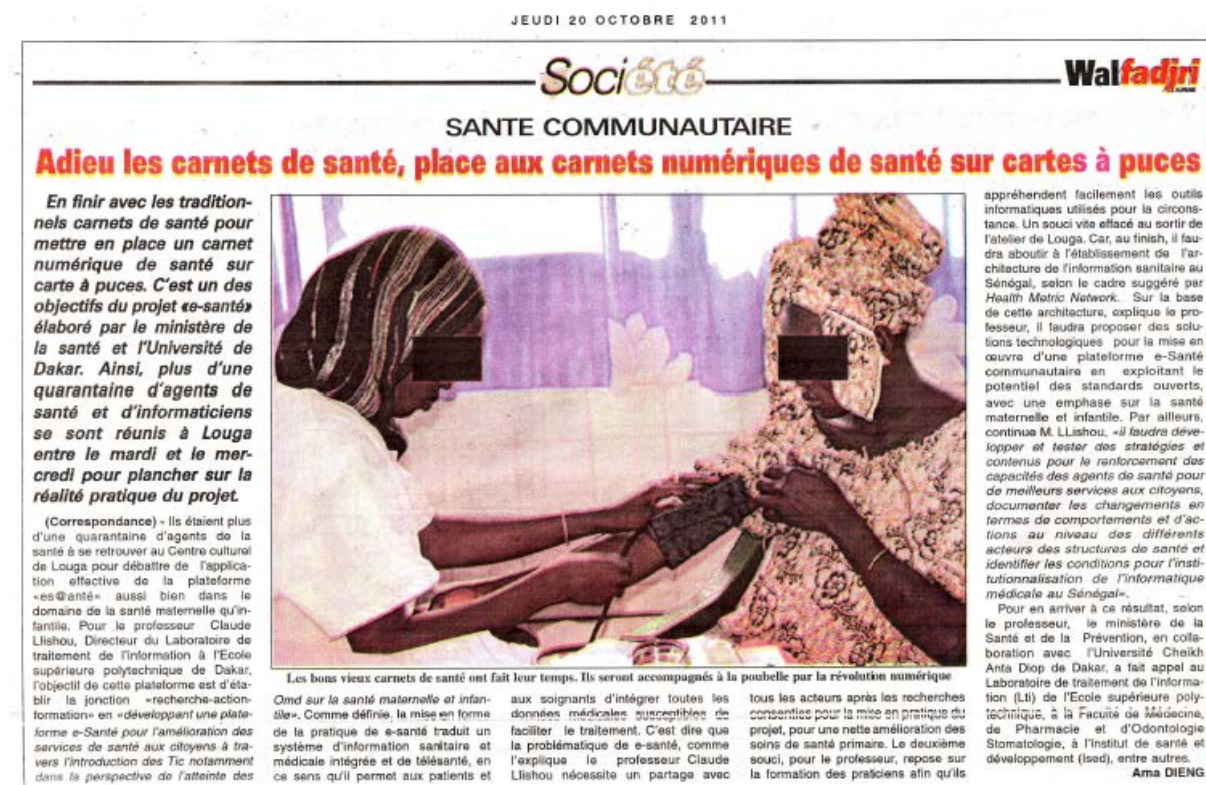 JEUDI 20 OCTOBRE 2011
Société
Walfadjri
SANTE COMMUNAUTAIRE
Adieu les carnets de santé, place aux carnets numériques de santé sur cartes à puces
En finir avec les tradition-
nels carnets de santé pour
mettre en place un carnet
numérique de santé sur
carte à puces. C'est un des
objectifs du projet «e-santé»
élaboré par le ministère de
la santé et l'Université de
Dakar. Ainsi, plus d'une
quarantaine d'agents de
santé et d'informaticiens
se sont réunis à Louga
entre le mardi et le mer-
credi pour plancher sur la
réalité pratique du projet.
(Correspondance) - Ils étaient plus
d'une quarantaine d'agents de la
santé à se retrouver au Centre culturel
de Louga pour débattre de l'applica-
tion effective de la plateforme
«es@anté» aussi bien dans le
domaine de la santé maternelle qu'in-
fantile. Pour le professeur Claude
Llishou, Directeur du Laboratoire de
traitement de l'information à l'Ecole
supérieure polytechnique de Dakar,
l'objectif de cette plateforme est d'éta-
blir la jonction «recherche-action-
formation» en «développant une plate-
forme e-Santé pour l'amélioration des
services de santé aux citoyens à tra-
vers l'introduction des Tic notamment
dans la perspective de l'atteinte des
Les bons vieux carnets de santé ont fait leur temps. Ils seront accompagnés à la poubelle par la révolution numérique
Omd sur la santé maternelle et infan-
tile». Comme définie, la mise en forme
de la pratique de e-santé traduit un
système d'information sanitaire et
médicale intégrée et de télésanté, en
ce sens qu'il permet aux patients et
aux soignants d'intégrer toutes les
données médicales susceptibles de
faciliter le traitement. C'est dire que
la problématique de e-santé, comme
l'explique le professeur Claude
Llishou nécessite un partage avec
tous les acteurs après les recherches
consenties pour la mise en pratique du
projet, pour une nette amélioration des
soins de santé primaire. Le deuxième
souci, pour le professeur, repose sur
la formation des praticiens afin qu'ils
appréhendent facilement les outils
informatiques utilisés pour la circons-
tance. Un souci vite effacé au sortir de
l'atelier de Louga. Car, au finish, il fau-
dra aboutir à l'établissement de l'ar-
chitecture de l'information sanitaire au
Sénégal, selon le cadre suggéré par
Health Metric Network. Sur la base
de cette architecture, explique le pro-
fesseur, il faudra proposer des solu-
tions technologiques pour la mise en
œuvre d'une plateforme e-Santé
communautaire en exploitant le
potentiel des standards ouverts,
avec une emphase sur la santé
maternelle et infantile. Par ailleurs,
continue M. LLishou, «il faudra déve-
lopper et tester des stratégies et
contenus pour le renforcement des
capacités des agents de santé pour
de meilleurs services aux citoyens,
documenter les changements en
termes de comportements et d'ac-
tions au niveau des différents
acteurs des structures de santé et
identifier les conditions pour l'insti-
tutionnalisation de l'informatique
médicale au Sénégal».
Pour en arriver à ce résultat, selon
le professeur, le ministère de la
Santé et de la Prévention, en colla-
boration avec l'Université Cheikh
Anta Diop de Dakar, a fait appel au
Laboratoire de traitement de l'informa-
tion (Lti) de l'Ecole supérieure poly-
technique, à la Faculté de Médecine,
de Pharmacie et d'Odontologie
Stomatologie, à l'Institut de santé et
développement (Ised), entre autres.
Ama DIENG